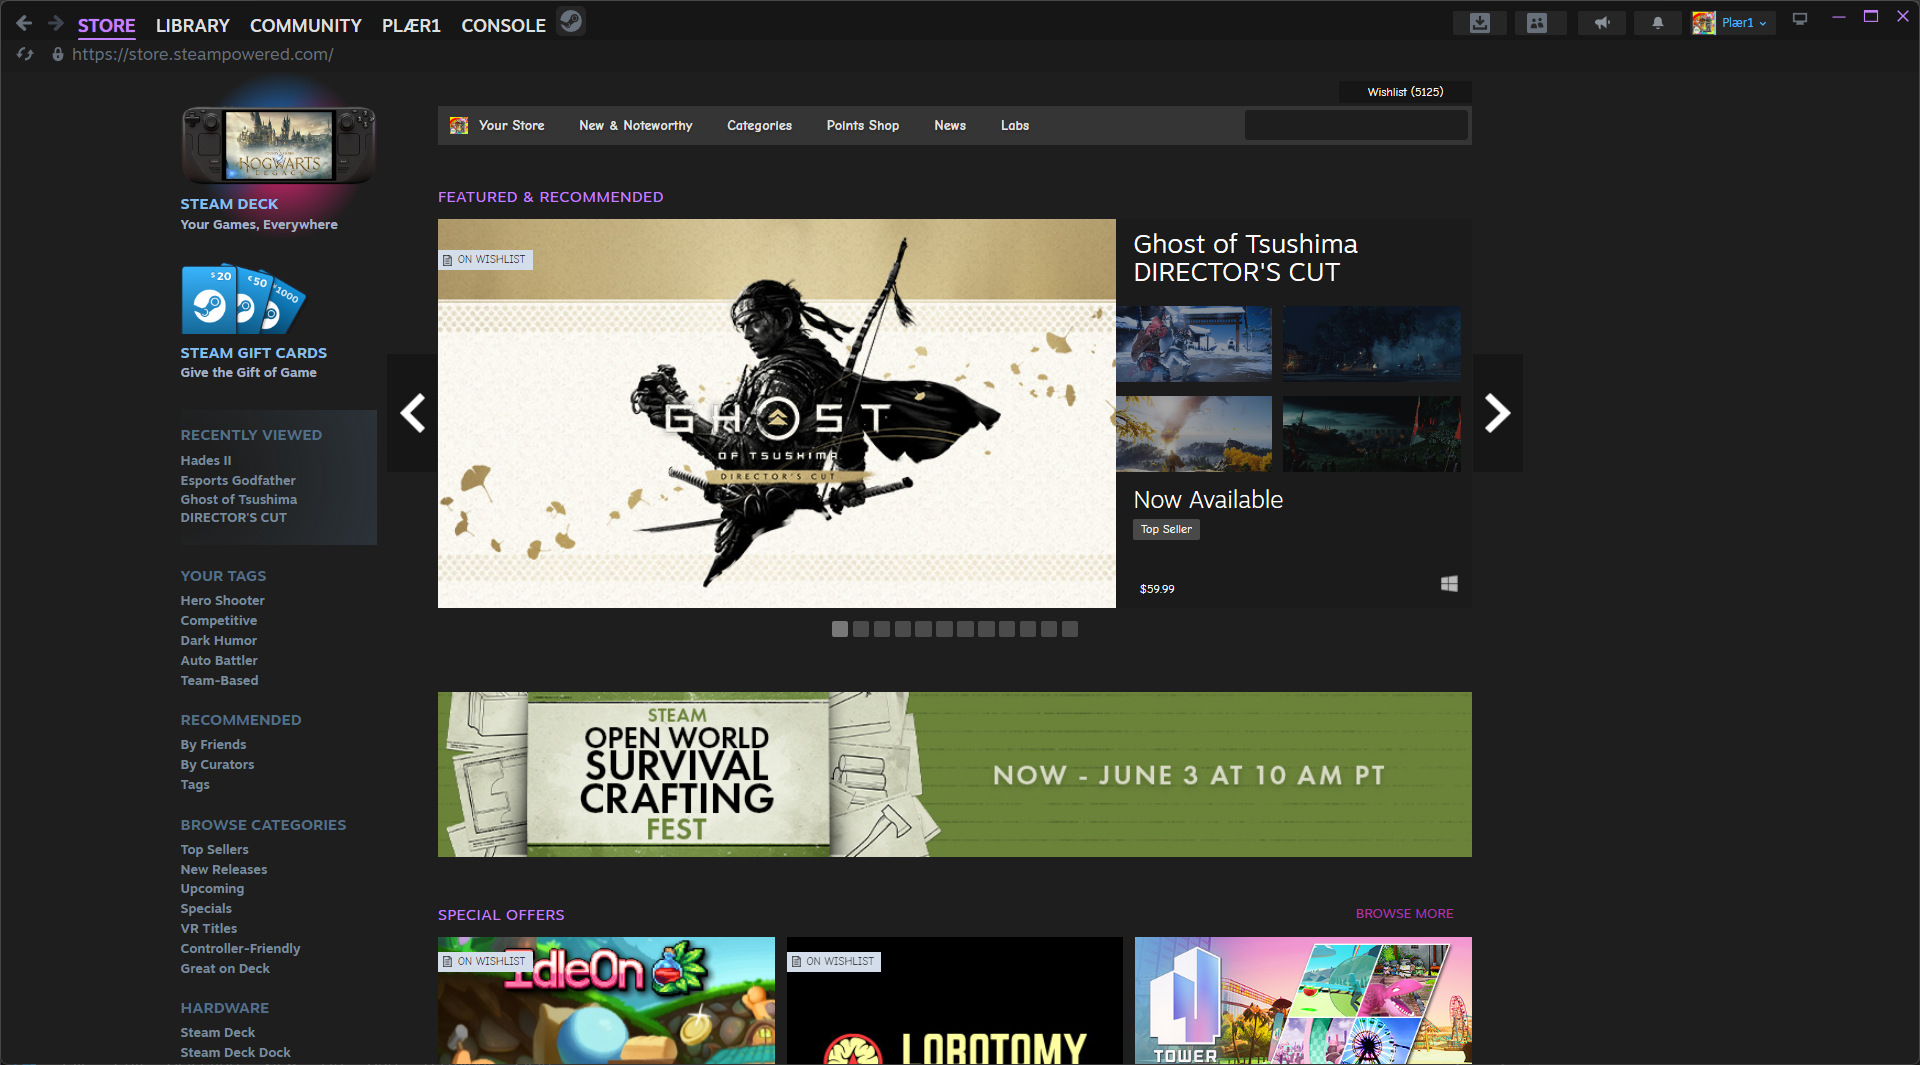 STORE LIBRARY COMMUNITY PLÆR1 CONSOLE
Plær1
https://store.steampowered.com/
Wishlist (5125)
Your Store New & Noteworthy Categories Points Shop News Labs
HOGWARTS
LEGACY
STEAM DECK
Your Games, Everywhere
$20 €50 ¥1000
STEAM GIFT CARDS
Give the Gift of Game
RECENTLY VIEWED
Hades II
Esports Godfather
Ghost of Tsushima
DIRECTOR'S CUT
YOUR TAGS
Hero Shooter
Competitive
Dark Humor
Auto Battler
Team-Based
RECOMMENDED
By Friends
By Curators
Tags
BROWSE CATEGORIES
Top Sellers
New Releases
Upcoming
Specials
VR Titles
Controller-Friendly
Great on Deck
HARDWARE
Steam Deck
Steam Deck Dock
FEATURED & RECOMMENDED
ON WISHLIST
GHOST
OF TSUSHIMA
DIRECTOR'S CUT
Ghost of Tsushima
DIRECTOR'S CUT
Now Available
Top Seller
$59.99
STEAM
OPEN WORLD
SURVIVAL
CRAFTING
FEST
NOW - JUNE 3 AT 10 AM PT
SPECIAL OFFERS
BROWSE MORE
ON WISHLIST
IdleOn
ON WISHLIST
LOBOTOMY
TOWER